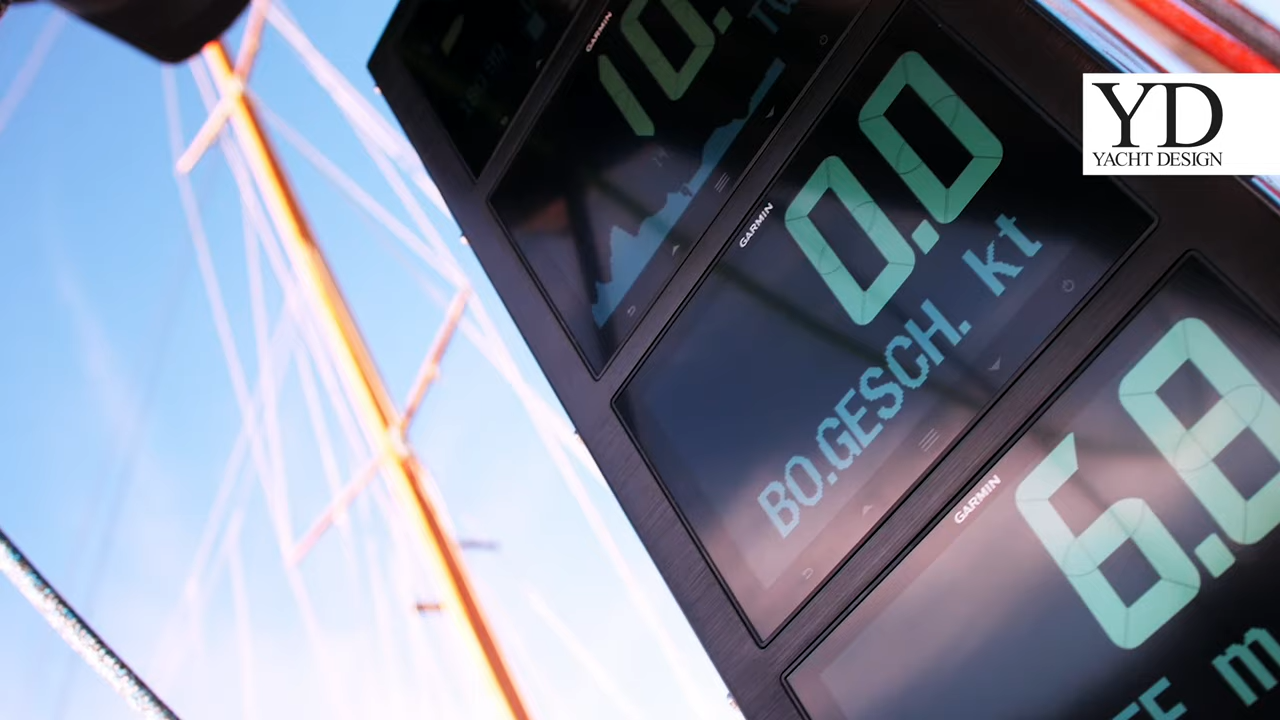 GARMIN
10.
GARMIN
0.0
BO.GESCH. kt
GARMIN
6.8
YD
YACHT DESIGN